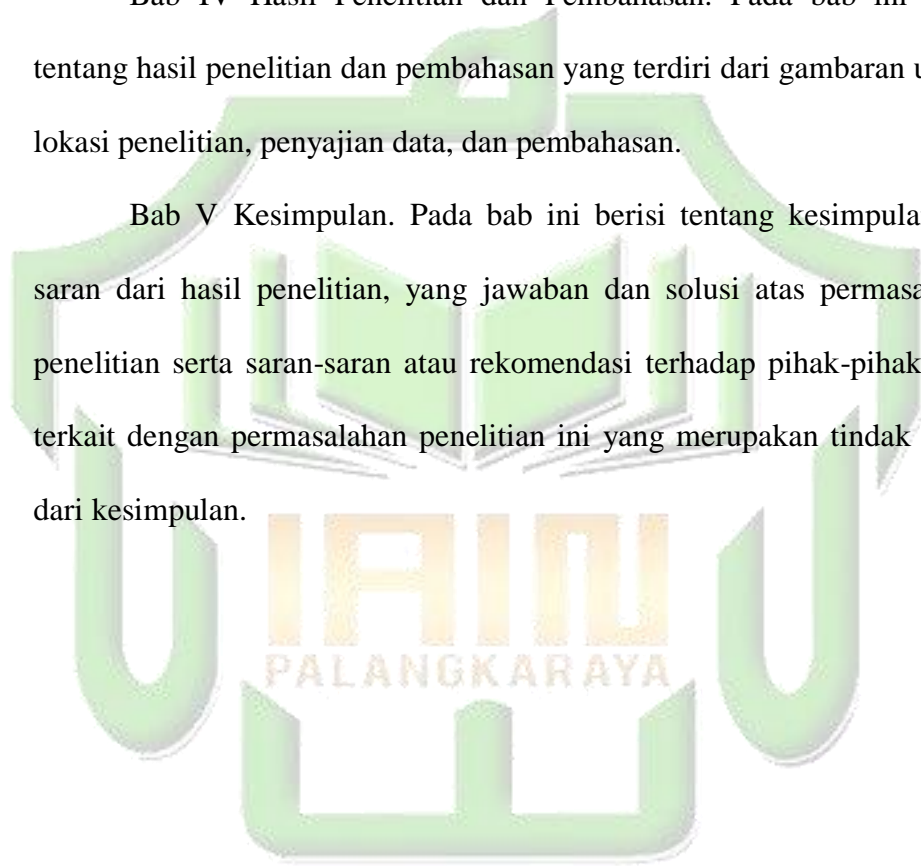 Bab IV Hasil Penelitian dan Pembahasan. Pada bab ini
tentang hasil penelitian dan pembahasan yang terdiri dari gambaran
lokasi penelitian, penyajian data, dan pembahasan.
Bab V Kesimpulan. Pada bab ini berisi tentang kesimpula
saran dari hasil penelitian, yang jawaban dan solusi atas permasa
penelitian serta saran-saran atau rekomendasi terhadap pihak-pihak
terkait dengan permasalahan penelitian ini yang merupakan tindak
dari kesimpulan.
IAIN
PALANGKARAYA